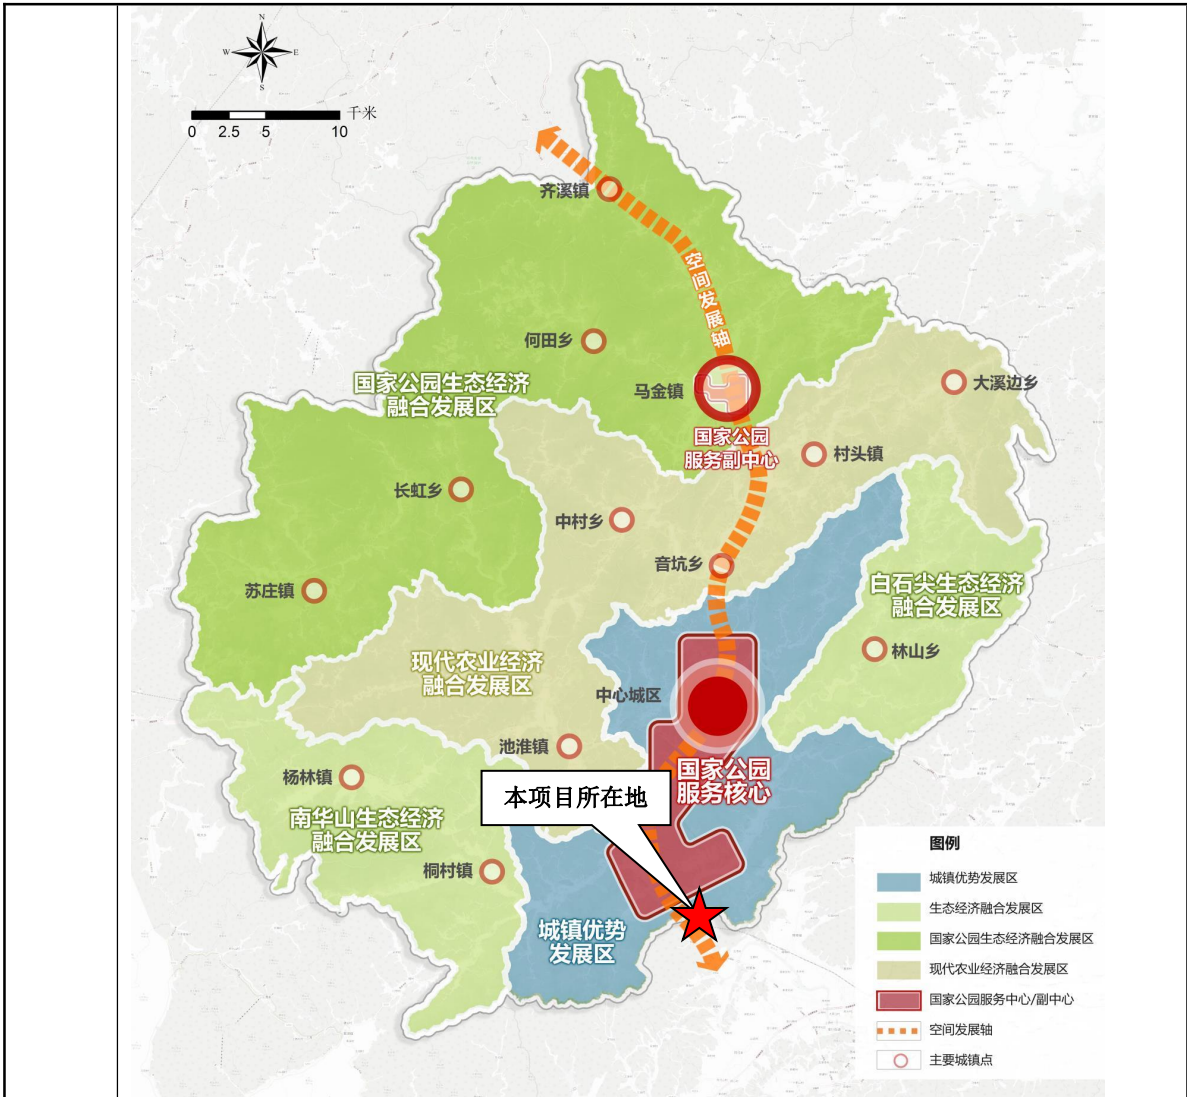 N
W
E
S
千米
0 2.5 5 10
齐溪镇
空间发展轴
何田乡
国家公园生态经济
融合发展区
马金镇
大溪边乡
国家公园
服务副中心
村头镇
长虹乡
中村乡
音坑乡
苏庄镇
白石尖生态经济
融合发展区
林山乡
现代农业经济
融合发展区
中心城区
池淮镇
国家公园
服务核心
杨林镇
本项目所在地
南华山生态经济
融合发展区
桐村镇
城镇优势
发展区
图例
城镇优势发展区
生态经济融合发展区
国家公园生态经济融合发展区
现代农业经济融合发展区
国家公园服务中心/副中心
空间发展轴
主要城镇点